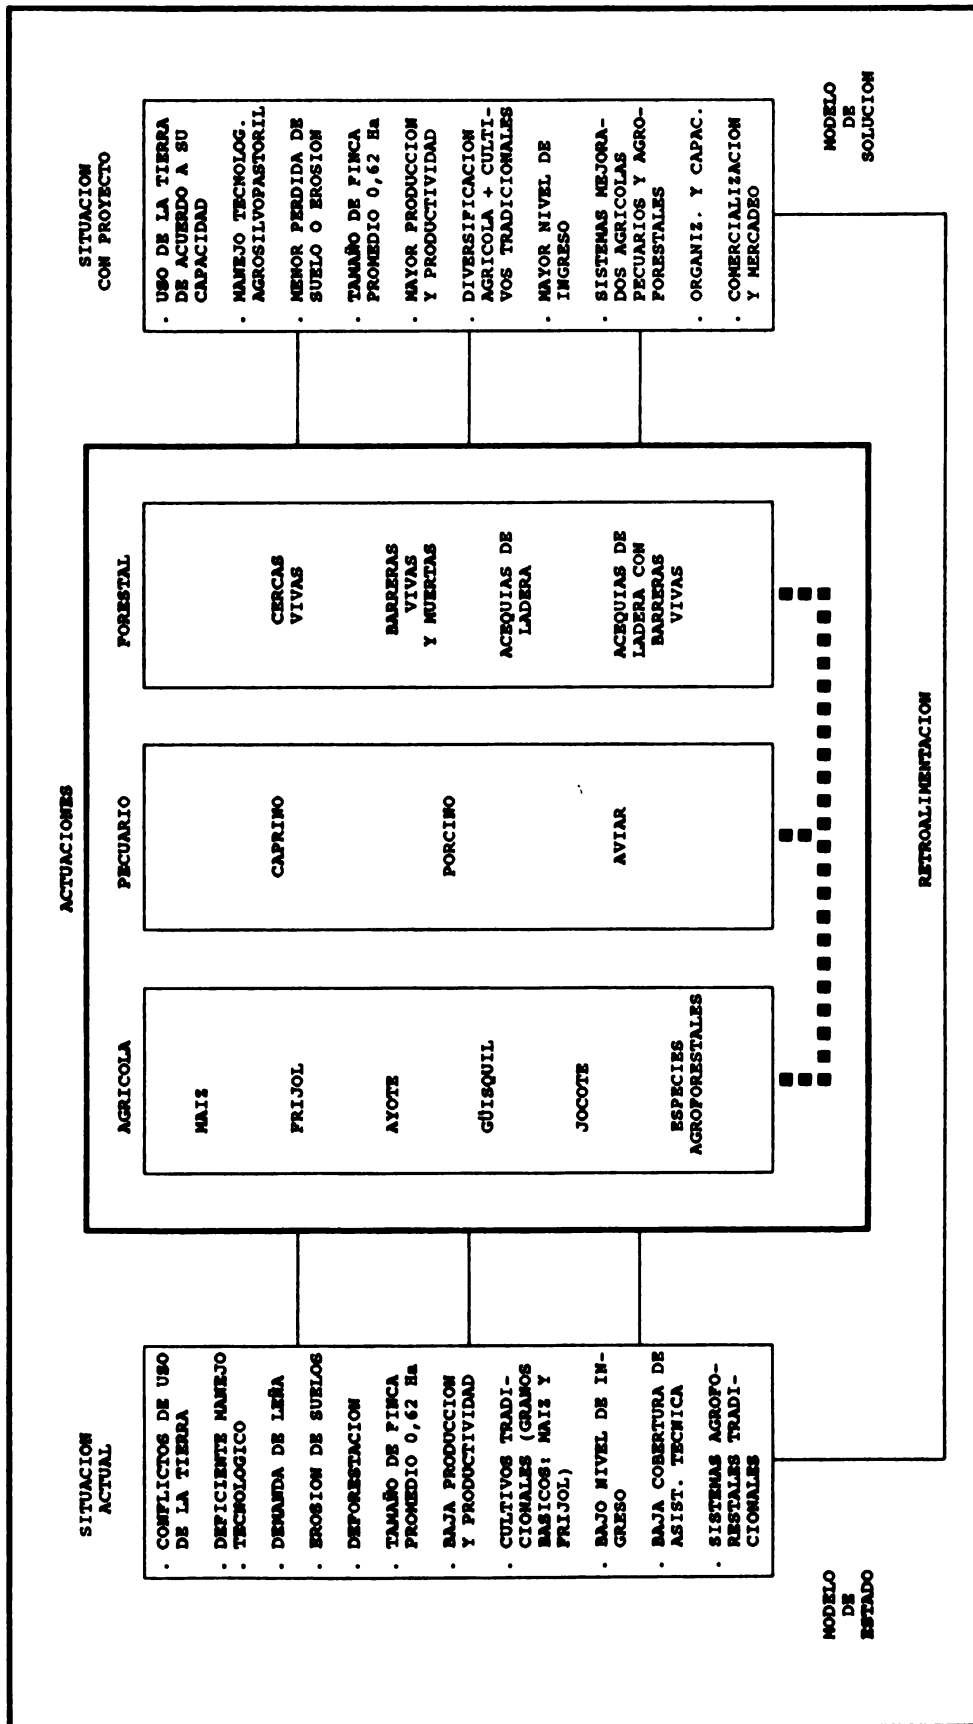 SITUACION
ACTUAL
. CONFLICTOS DE USO
DE LA TIERRA
. DEFICIENTE MANEJO
. TECNOLOGICO
. DEMANDA DE LEÑA
. EROSION DE SUELOS
. DEFORESTACION
. TAMAÑO DE FINCA
PROMEDIO 0,62 Ha
. BAJA PRODUCCION
Y PRODUCTIVIDAD
. CULTIVOS TRADI-
CIONALES (GRANOS
BASICOS: MAIZ Y
FRIJOL)
. BAJO NIVEL DE IN-
GRESO
. BAJA COBERTURA DE
ASIST. TECNICA
. SISTEMAS AGROFO-
RESTALES TRADI-
CIONALES
MODELO
DE
ESTADO
ACTUACIONES
AGRICOLA
MAIZ
FRIJOL
AYOTE
GÜISQUIL
JOCOTE
ESPECIES
AGROFORESTALES
PECUARIO
CAPRINO
PORCINO
AVIAR
FORESTAL
CERCAS
VIVAS
BARRERAS
VIVAS
Y MUERTAS
ACEQUIAS DE
LADERA
ACEQUIAS DE
LADERA CON
BARRERAS
VIVAS
SITUACION
CON PROYECTO
. USO DE LA TIERRA
DE ACUERDO A SU
CAPACIDAD
. MANEJO TECNOLOG.
AGROSILVOPASTORIL
. MENOR PERDIDA DE
SUELO O EROSION
. TAMAÑO DE FINCA
PROMEDIO 0,62 Ha
. MAYOR PRODUCCION
Y PRODUCTIVIDAD
. DIVERSIFICACION
AGRICOLA + CULTI-
VOS TRADICIONALES
. MAYOR NIVEL DE
INGRESO
. SISTEMAS MEJORA-
DOS AGRICOLAS
PECUARIOS Y AGRO-
FORESTALES
. ORGANIZ. Y CAPAC.
. COMERCIALIZACION
Y MERCADEO
MODELO
DE
SOLUCION
RETROALIMENTACION